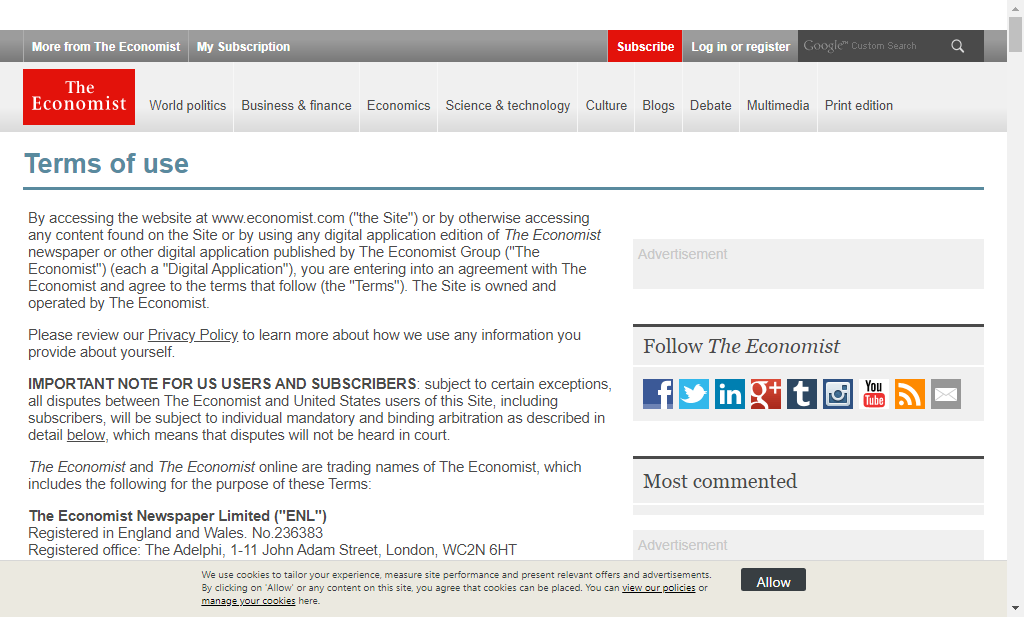 More from The Economist
My Subscription
Subscribe
Log in or register
Google™ Custom Search
The
Economist
World politics
Business & finance
Economics
Science & technology
Culture
Blogs
Debate
Multimedia
Print edition
Terms of use
By accessing the website at www.economist.com ("the Site") or by otherwise accessing
any content found on the Site or by using any digital application edition of The Economist
newspaper or other digital application published by The Economist Group ("The
Economist") (each a "Digital Application"), you are entering into an agreement with The
Economist and agree to the terms that follow (the "Terms"). The Site is owned and
operated by The Economist.
Please review our Privacy Policy to learn more about how we use any information you
provide about yourself.
IMPORTANT NOTE FOR US USERS AND SUBSCRIBERS: subject to certain exceptions,
all disputes between The Economist and United States users of this Site, including
subscribers, will be subject to individual mandatory and binding arbitration as described in
detail below, which means that disputes will not be heard in court.
The Economist and The Economist online are trading names of The Economist, which
includes the following for the purpose of these Terms:
The Economist Newspaper Limited ("ENL")
Registered in England and Wales. No.236383
Registered office: The Adelphi, 1-11 John Adam Street, London, WC2N 6HT
Advertisement
Follow The Economist
f
in
g+
t
You
Tube
Most commented
Advertisement
We use cookies to tailor your experience, measure site performance and present relevant offers and advertisements.
By clicking on 'Allow' or any content on this site, you agree that cookies can be placed. You can view our policies or
manage your cookies here.
Allow